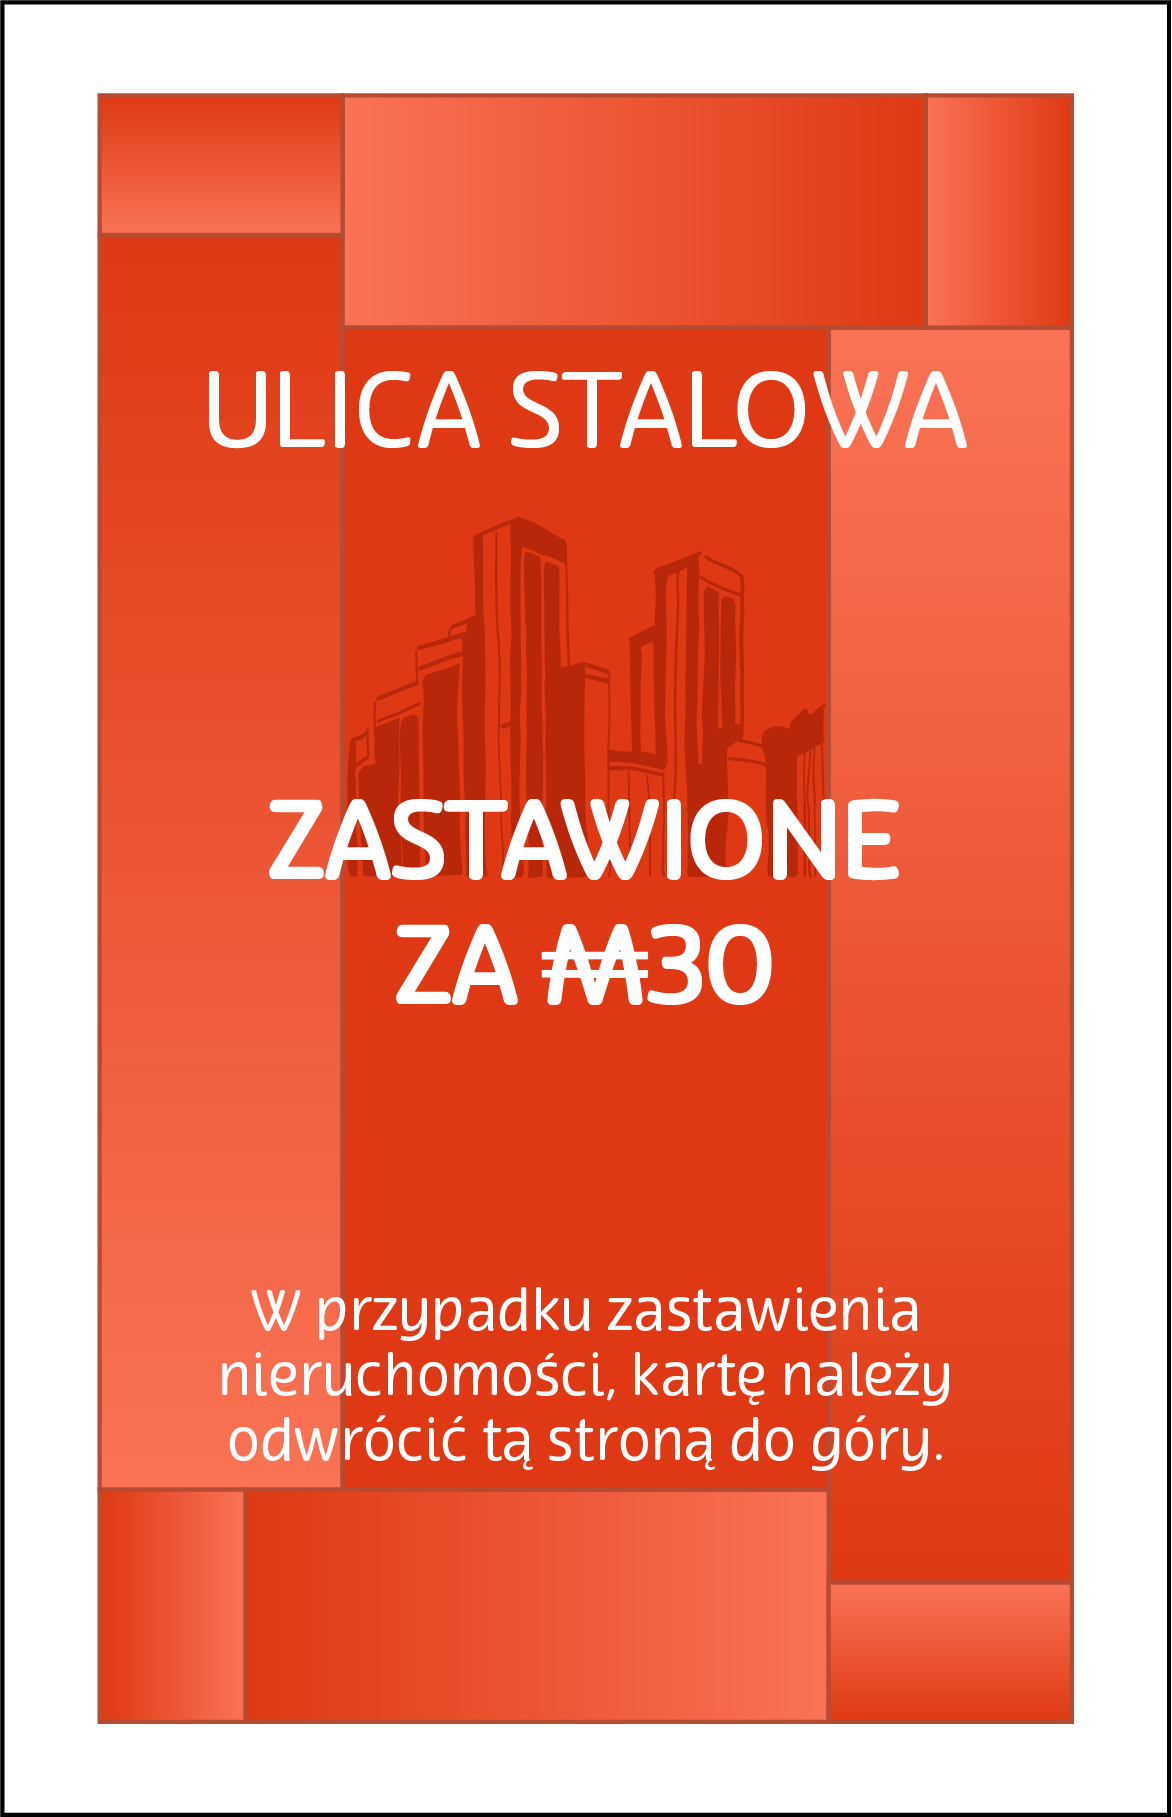 ULICA STALOWA
ZASTAWIONE
ZA ₩30
W przypadku zastawienia
nieruchomości, kartę należy
odwrócić tą stroną do góry.